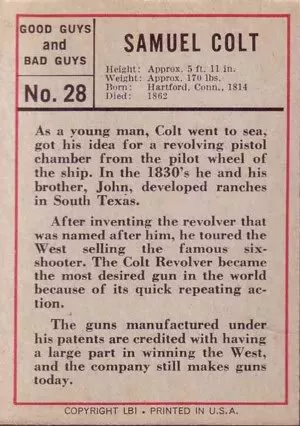 GOOD GUYS
and
BAD GUYS
No. 28
SAMUEL COLT
Height: Approx. 5 ft. 11 in.
Weight: Approx. 170 lbs.
Born: Hartford, Conn., 1814
Died: 1862
As a young man, Colt went to sea,
got his idea for a revolving pistol
chamber from the pilot wheel of
the ship. In the 1830's he and his
brother, John, developed ranches
in South Texas.
After inventing the revolver that
was named after him, he toured the
West selling the famous six-
shooter. The Colt Revolver became
the most desired gun in the world
because of its quick repeating ac-
tion.
The guns manufactured under
his patents are credited with having
a large part in winning the West,
and the company still makes guns
today.
COPYRIGHT LBI • PRINTED IN U.S.A.